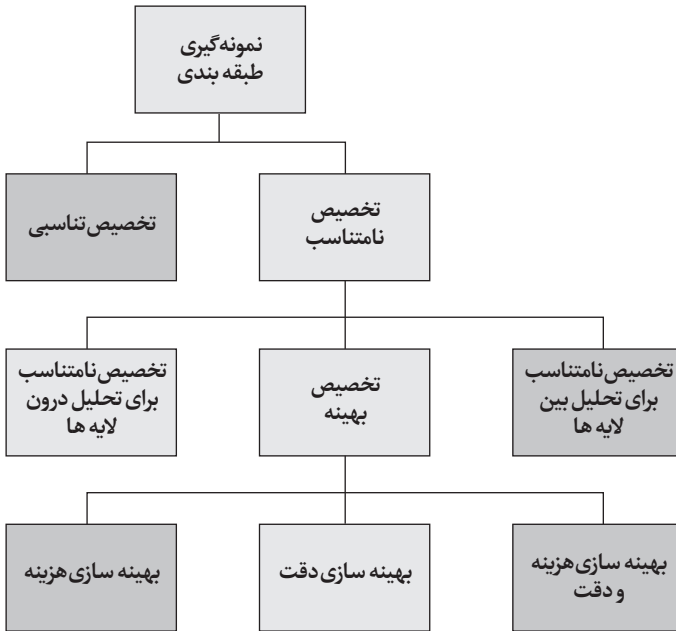 نمونه‌گیری
طبقه بندی
تخصیص نامتناسب
تخصیص تناسبی
تخصیص نامتناسب
برای تحلیل بین
لایه ها
تخصیص
بهینه
تخصیص نامتناسب
برای تحلیل درون
لایه ها
بهینه سازی هزینه
و دقت
بهینه سازی دقت
بهینه سازی هزینه